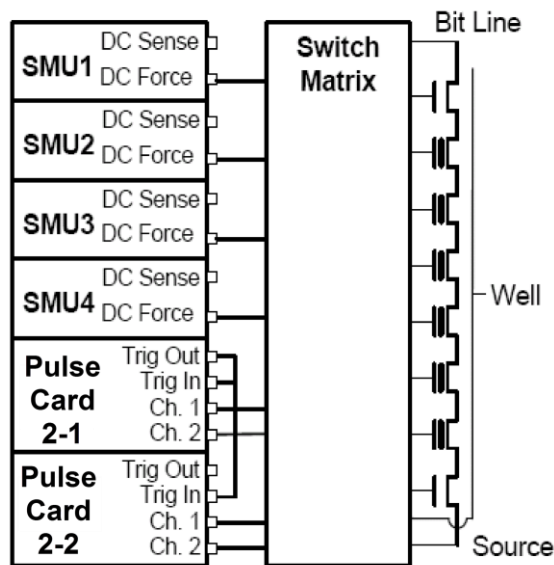 Bit Line
SMU1
DC Sense
DC Force
SMU2
DC Sense
DC Force
SMU3
DC Sense
DC Force
SMU4
DC Sense
DC Force
Pulse
Card
2-1
Trig Out
Trig In
Ch. 1
Ch. 2
Pulse
Card
2-2
Trig Out
Trig In
Ch. 1
Ch. 2
Switch
Matrix
Well
Source